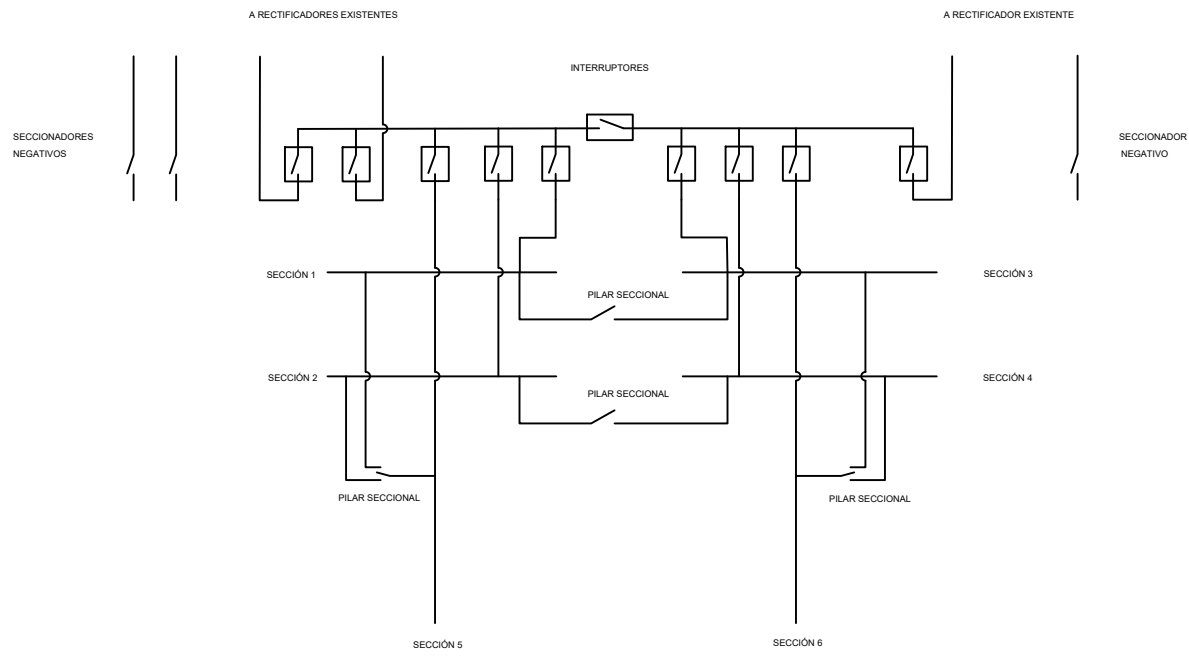 A RECTIFICADORES EXISTENTES
A RECTIFICADOR EXISTENTE
INTERRUPTORES
SECCIONADORES
NEGATIVOS
SECCIONADOR
NEGATIVO
SECCIÓN 1
SECCIÓN 3
PILAR SECCIONAL
SECCIÓN 2
SECCIÓN 4
PILAR SECCIONAL
PILAR SECCIONAL
PILAR SECCIONAL
SECCIÓN 5
SECCIÓN 6